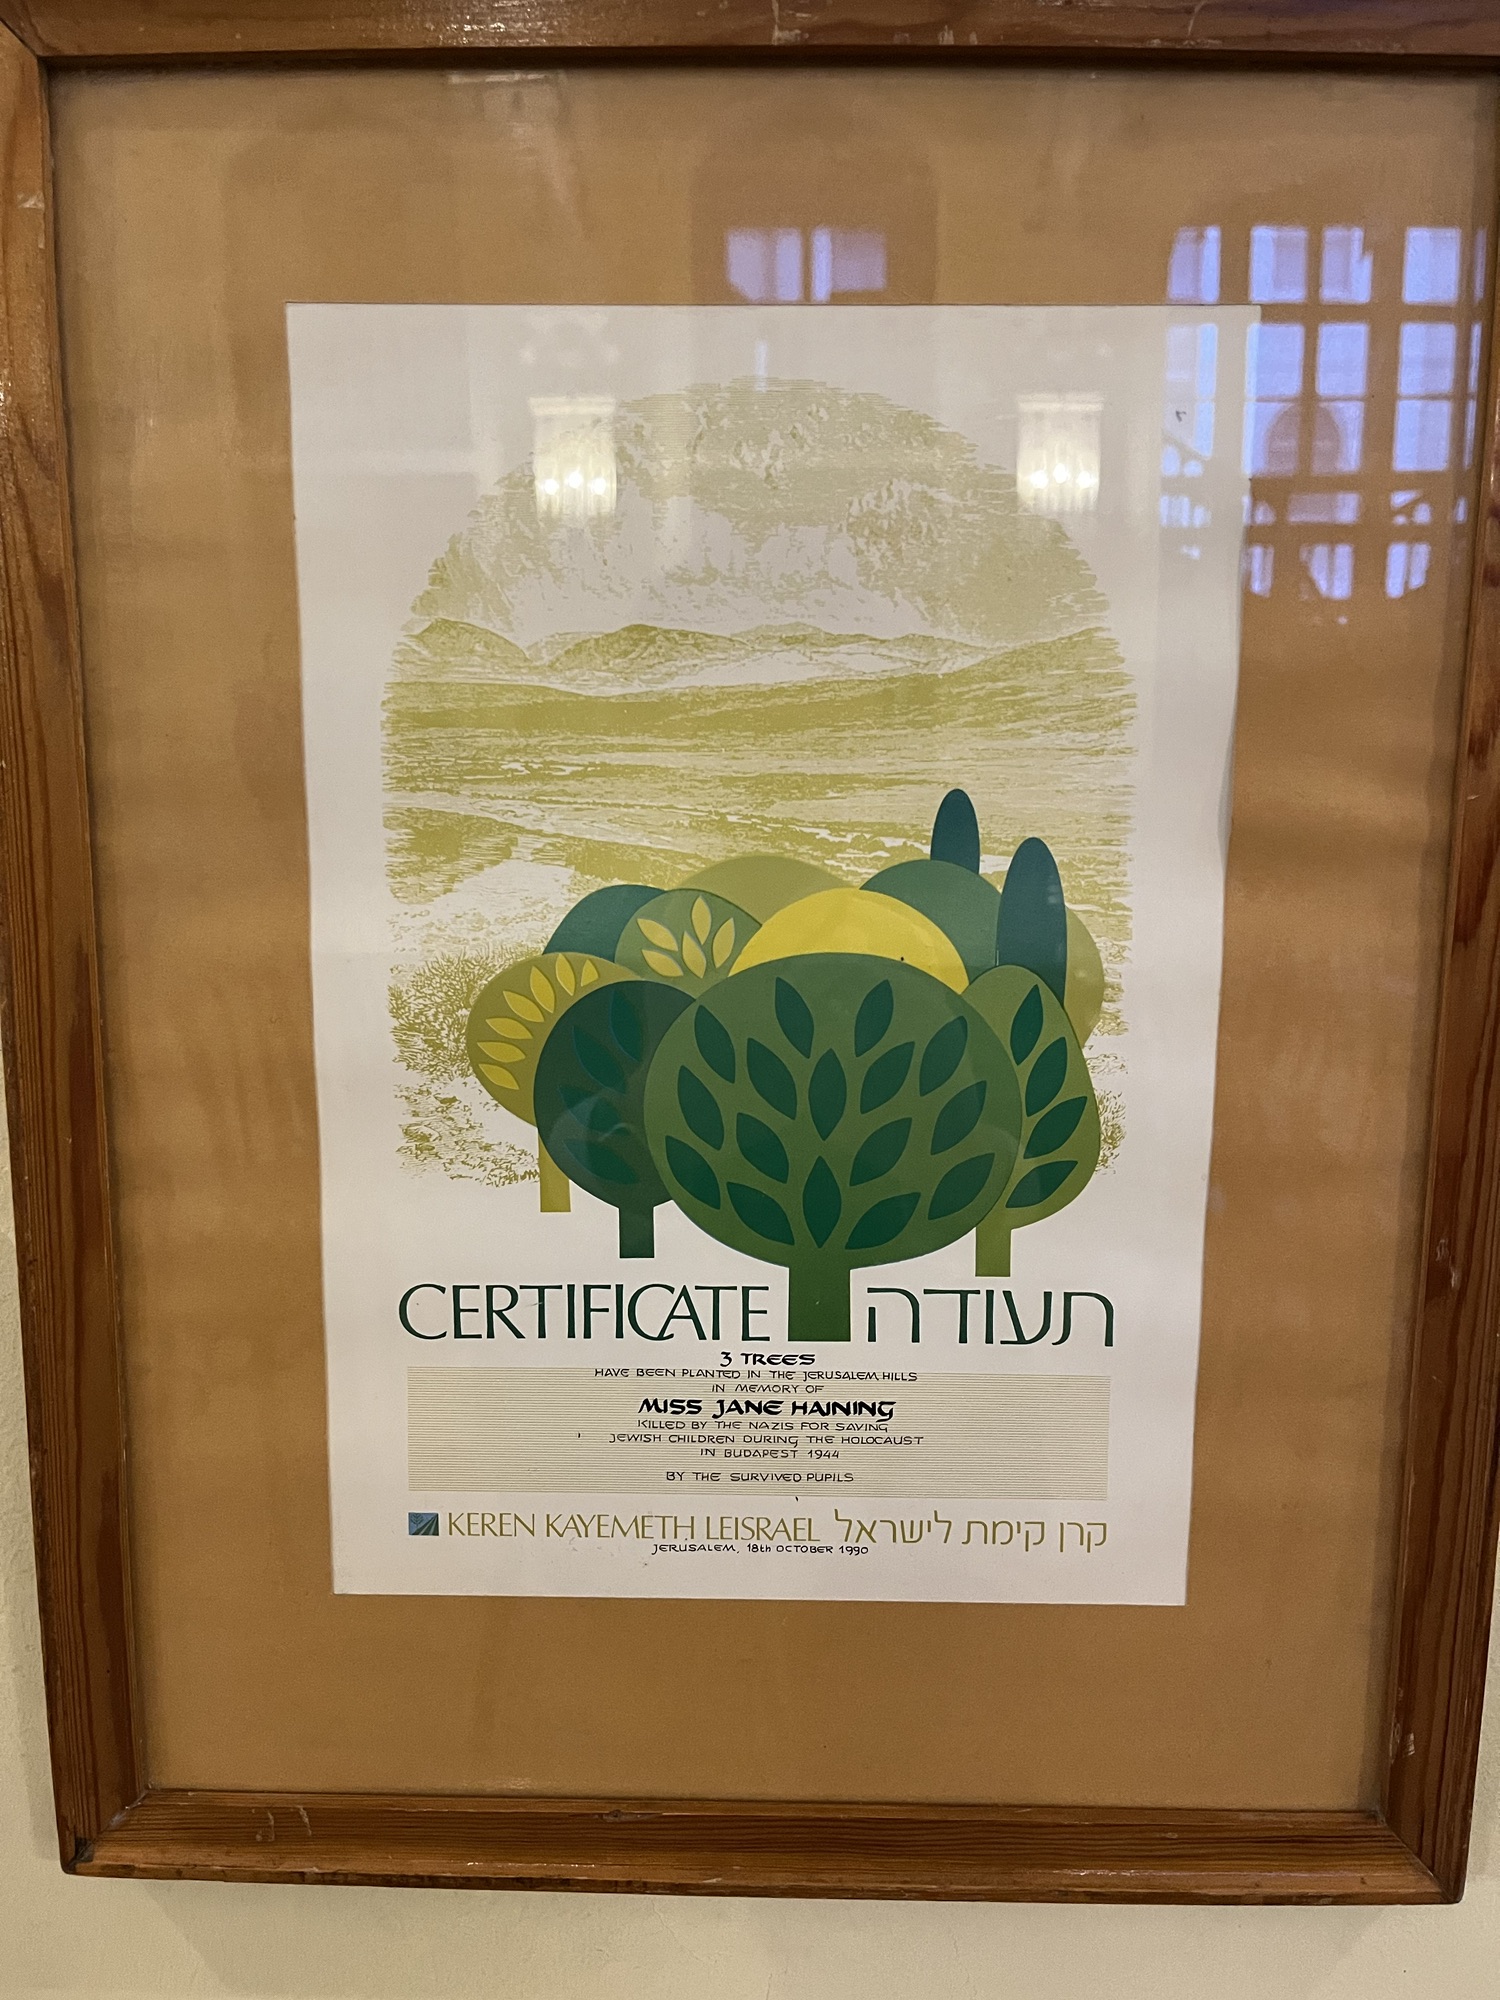 CERTIFICATE תעודה
3 TREES
HAVE BEEN PLANTED IN THE JERUSALEM HILLS
IN MEMORY OF
MISS JANE HAINING
KILLED BY THE NAZIS FOR SAVING
JEWISH CHILDREN DURING THE HOLOCAUST
IN BUDAPEST 1944
BY THE SURVIVED PUPILS
KEREN KAYEMETH LEISRAEL קרן קימת לישראל
JERUSALEM, 18th OCTOBER 1990